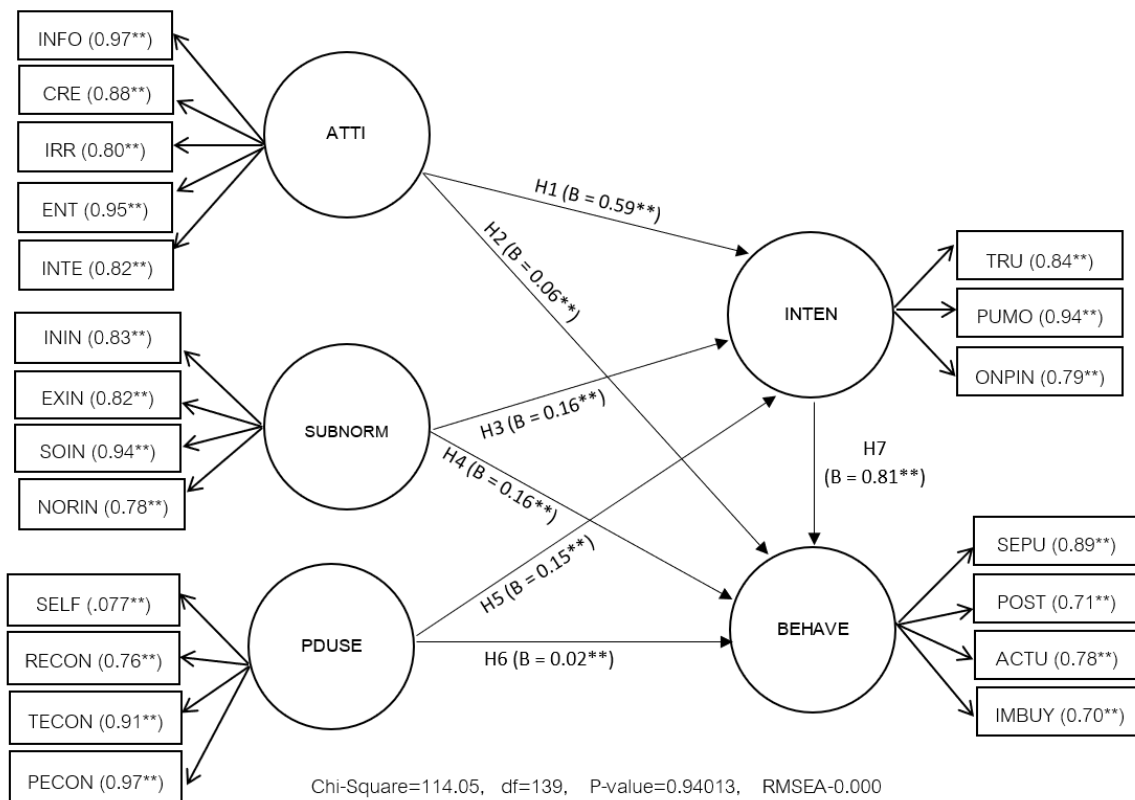 INFO (0.97**)
CRE (0.88**)
IRR (0.80**)
ENT (0.95**)
INTE (0.82**)
ATTI
H1 (B = 0.59**)
H2 (B = 0.06**)
ININ (0.83**)
EXIN (0.82**)
SOIN (0.94**)
NORIN (0.78**)
SUBNORM
H3 (B = 0.16**)
H4 (B = 0.16**)
SELF (.077**)
RECON (0.76**)
TECON (0.91**)
PECON (0.97**)
PDUSE
H5 (B = 0.15**)
H6 (B = 0.02**)
INTEN
TRU (0.84**)
PUMO (0.94**)
ONPIN (0.79**)
H7
(B = 0.81**)
BEHAVE
SEPU (0.89**)
POST (0.71**)
ACTU (0.78**)
IMBUY (0.70**)
Chi-Square=114.05, df=139, P-value=0.94013, RMSEA-0.000